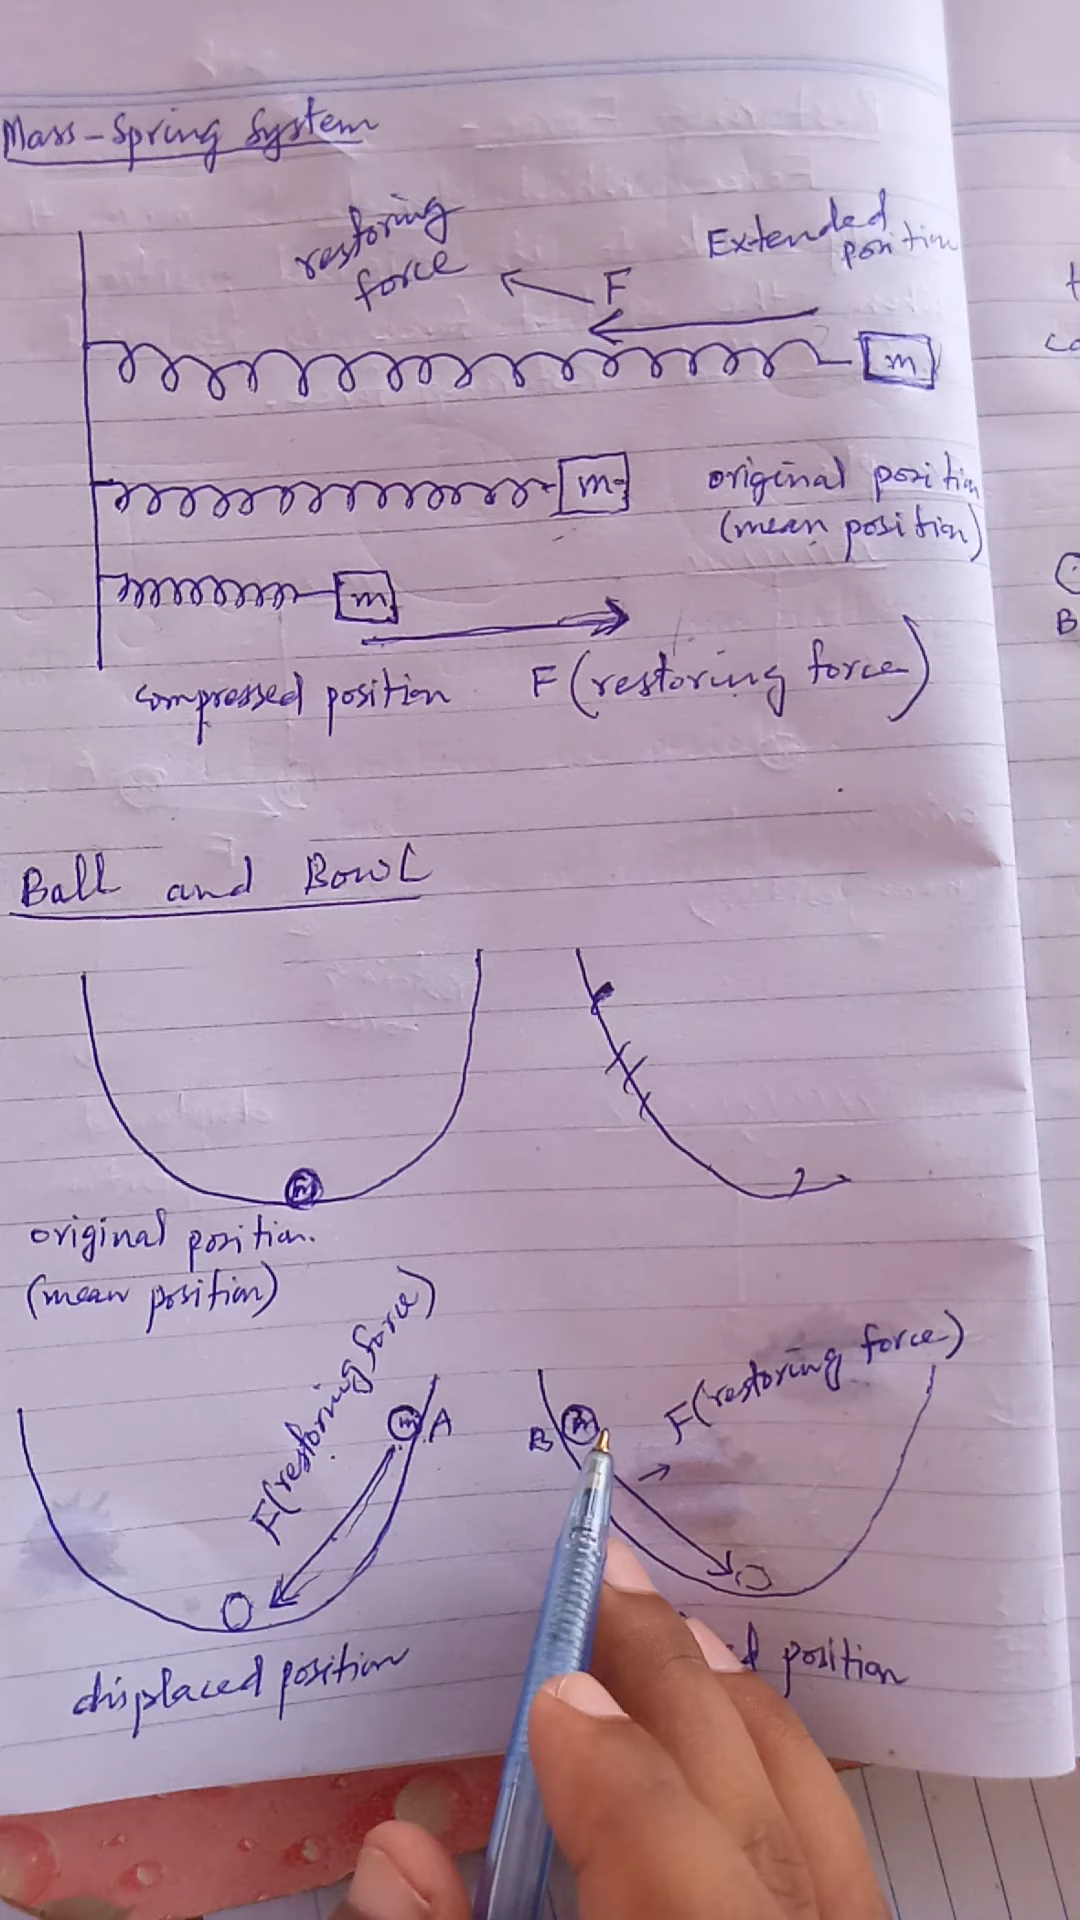 Mass-Spring System
restoring
force
F
Extended
position
m
m
original position
(mean position)
m
compressed position
F (restoring force)
Ball and Bowl
m
original position.
(mean position)
F(restoring force)
m A
displaced position
F(restoring force)
B m
position